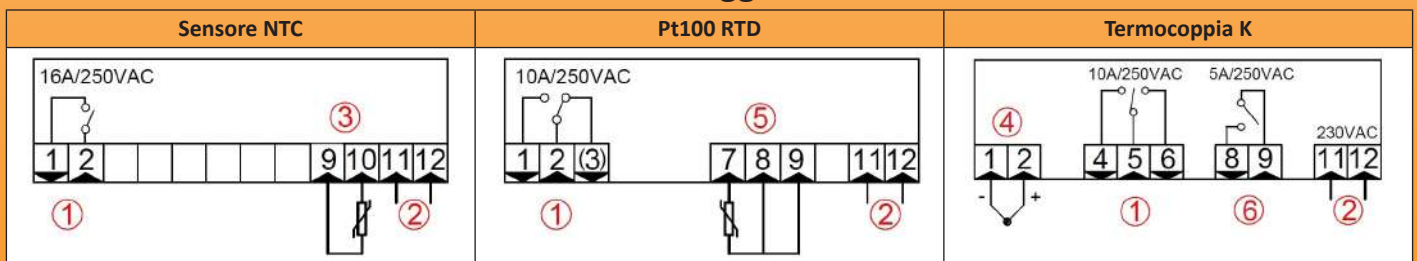 Sensore NTC
Pt100 RTD
Termocoppia K
16A/250VAC
③
1 2 9 10 11 12
① ②
10A/250VAC
⑤
1 2 (3) 7 8 9 11 12
① ②
10A/250VAC 5A/250VAC
④ 230VAC
1 2 4 5 6 8 9 11 12
- + ① ⑥ ②